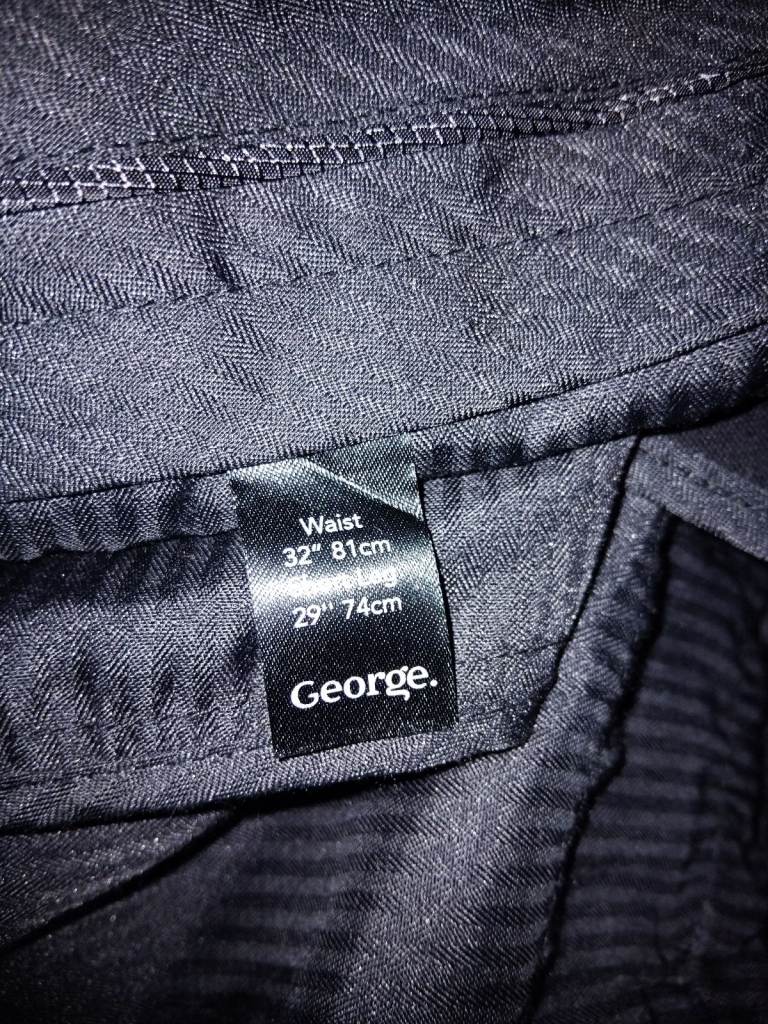 Waist
32" 81cm
Leg
29" 74cm
George.